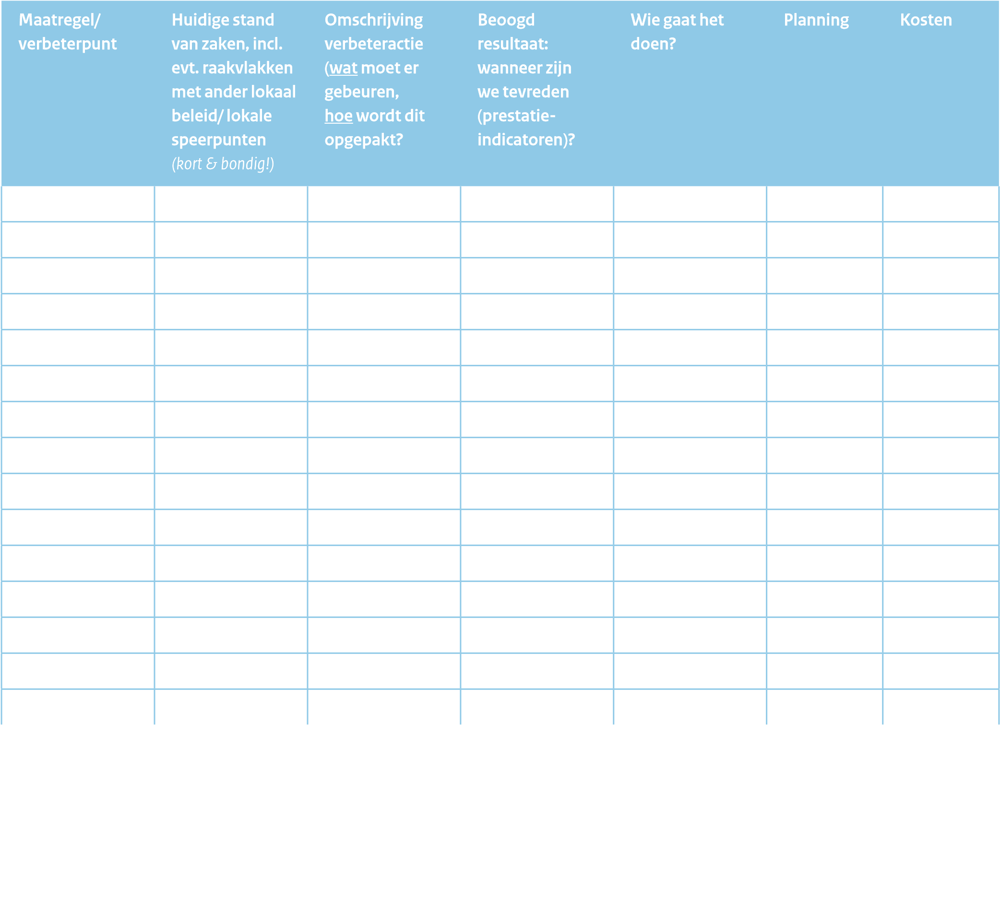 Maatregel/
verbeterpunt
Huidige stand
van zaken, incl.
evt. raakvlakken
met ander lokaal
beleid/ lokale
speerpunten
(kort & bondig!)
Omschrijving
verbeteractie
(wat moet er
gebeuren,
hoe wordt dit
opgepakt?
Beoogd
resultaat:
wanneer zijn
we tevreden
(prestatie-
indicatoren)?
Wie gaat het
doen?
Planning
Kosten